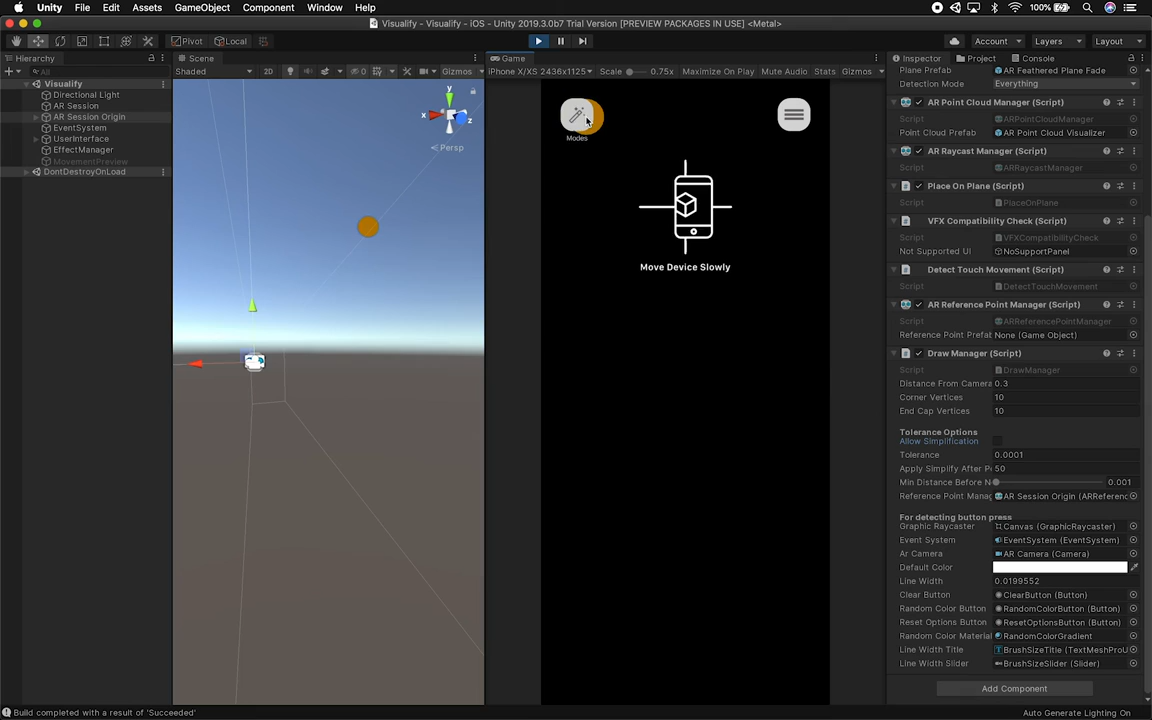 Unity File Edit Assets GameObject Component Window Help 100%
Visualify - Visualify - iOS - Unity 2019.3.0b7 Trial Version [PREVIEW PACKAGES IN USE] <Metal>
Pivot Local Account Layers Layout
Hierarchy Scene Game Inspector Project Console
All Shaded 2D 0 Gizmos iPhone X/XS 2436x1125 Scale 0.75x Maximize On Play Mute Audio Stats Gizmos
Plane Prefab AR Feathered Plane Fade
Detection Mode Everything
Visualify
Directional Light
AR Session
AR Session Origin
EventSystem
UserInterface
EffectManager
MovementPreview
DontDestroyOnLoad
y
x
z
Persp
Modes
Move Device Slowly
AR Point Cloud Manager (Script)
Script ARPointCloudManager
Point Cloud Prefab AR Point Cloud Visualizer
AR Raycast Manager (Script)
Script ARRaycastManager
Place On Plane (Script)
Script PlaceOnPlane
VFX Compatibility Check (Script)
Script VFXCompatibilityCheck
Not Supported UI NoSupportPanel
Detect Touch Movement (Script)
Script DetectTouchMovement
AR Reference Point Manager (Script)
Script ARReferencePointManager
Reference Point Prefab None (Game Object)
Draw Manager (Script)
Script DrawManager
Distance From Camera 0.3
Corner Vertices 10
End Cap Vertices 10
Tolerance Options
Allow Simplification
Tolerance 0.0001
Apply Simplify After P 50
Min Distance Before N 0.001
Reference Point Manag AR Session Origin (ARReferenc
For detecting button press
Graphic Raycaster Canvas (GraphicRaycaster)
Event System EventSystem (EventSystem)
Ar Camera AR Camera (Camera)
Default Color
Line Width 0.0199552
Clear Button ClearButton (Button)
Random Color Button RandomColorButton (Button)
Reset Options Button ResetOptionsButton (Button)
Random Color Material RandomColorGradient
Line Width Title BrushSizeTitle (TextMeshProU
Line Width Slider BrushSizeSlider (Slider)
Add Component
Build completed with a result of 'Succeeded' Auto Generate Lighting On